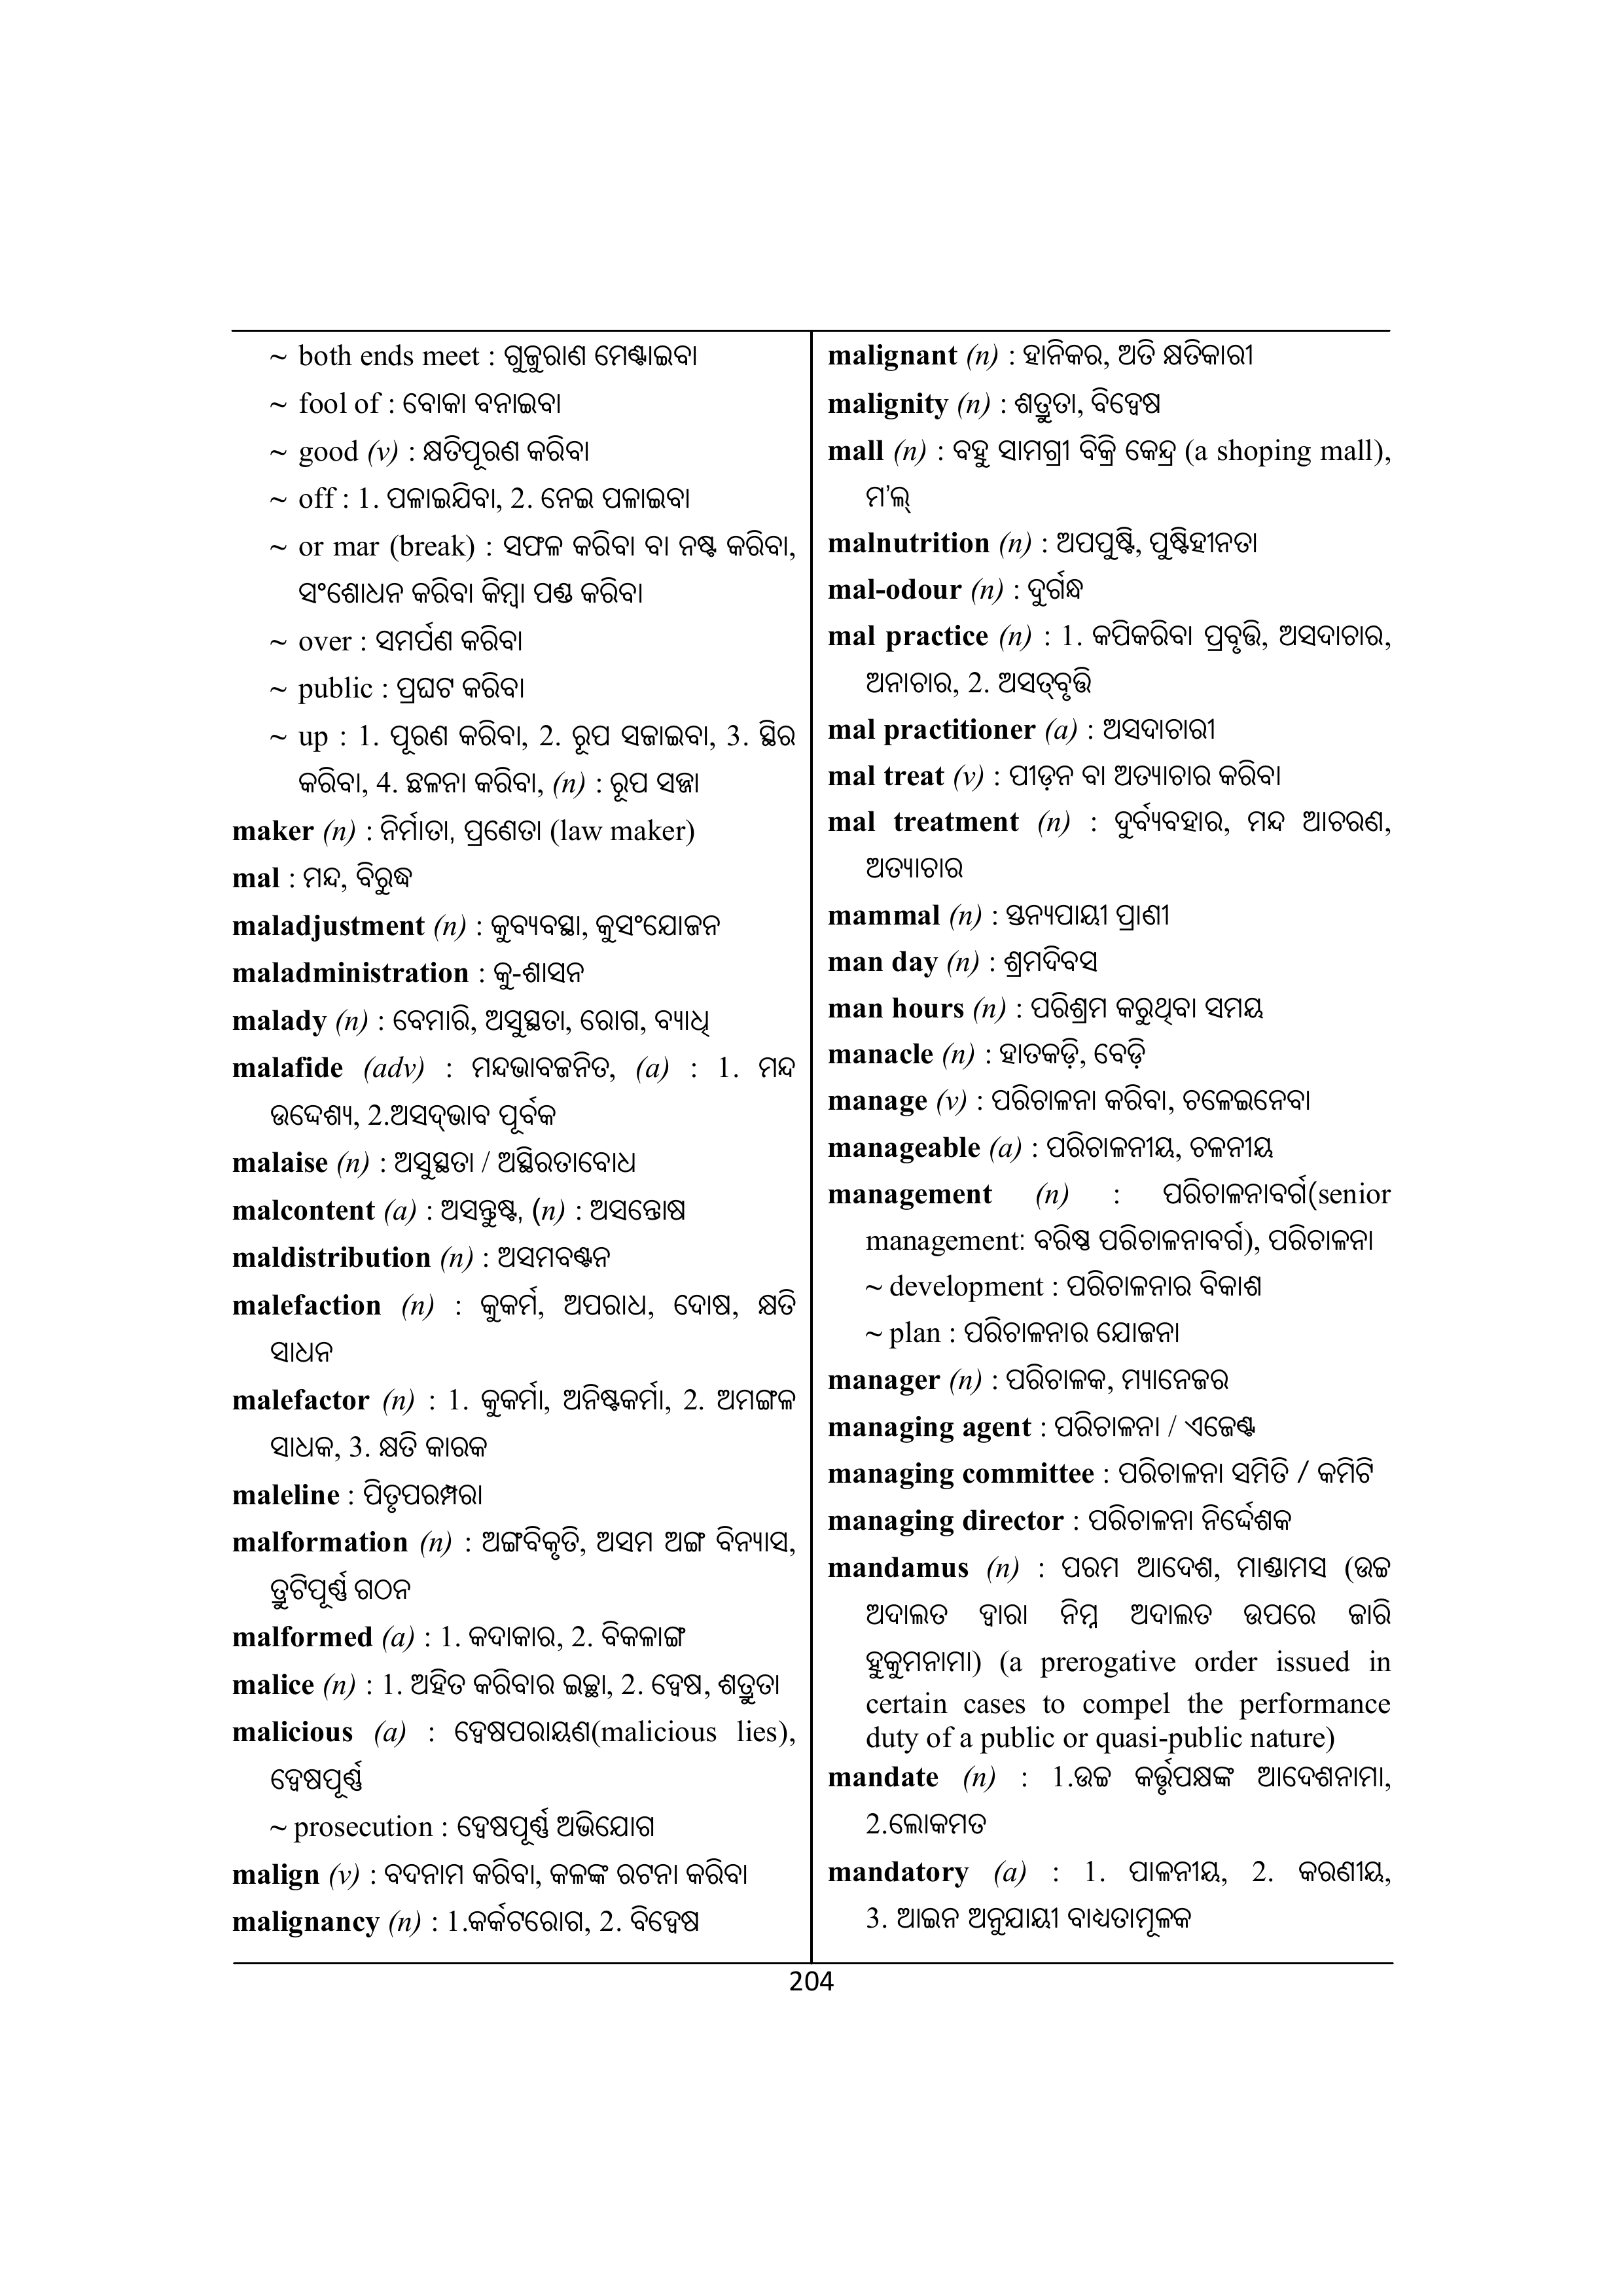 ~ both ends meet : ଗୁଜୁରାଣ ମେଣ୍ଟାଇବା
~ fool of : ବୋକା ବନାଇବା
~ good (v) : କ୍ଷତିପୂରଣ କରିବା
~ off : 1. ପଳାଇଯିବା, 2. ନେଇ ପଳାଇବା
~ or mar (break) : ସଫଳ କରିବା ବା ନଷ୍ଟ କରିବା,
ସଂଶୋଧନ କରିବା କିମ୍ବା ପଣ୍ଡ କରିବା
~ over : ସମର୍ପଣ କରିବା
~ public : ପ୍ରଘଟ କରିବା
~ up : 1. ପୂରଣ କରିବା, 2. ରୂପ ସଜାଇବା, 3. ସ୍ଥିର
କରିବା, 4. ଛଳନା କରିବା, (n) : ରୂପ ସଜ୍ଜା
maker (n) : ନିର୍ମାତା, ପ୍ରଣେତା (law maker)
mal : ମନ୍ଦ, ବିରୁଦ୍ଧ
maladjustment (n) : କୁବ୍ୟବସ୍ଥା, କୁସଂଯୋଜନ
maladministration : କୁ-ଶାସନ
malady (n) : ବେମାରି, ଅସୁସ୍ଥତା, ରୋଗ, ବ୍ୟାଧି
malafide (adv) : ମନ୍ଦଭାବଜନିତ, (a) : 1. ମନ୍ଦ
ଉଦ୍ଦେଶ୍ୟ, 2.ଅସଦ୍‌ଭାବ ପୂର୍ବକ
malaise (n) : ଅସୁସ୍ଥତା / ଅସ୍ଥିରତାବୋଧ
malcontent (a) : ଅସନ୍ତୁଷ୍ଟ, (n) : ଅସନ୍ତୋଷ
maldistribution (n) : ଅସମବଣ୍ଟନ
malefaction (n) : କୁକର୍ମ, ଅପରାଧ, ଦୋଷ, କ୍ଷତି
ସାଧନ
malefactor (n) : 1. କୁକର୍ମା, ଅନିଷ୍ଟକର୍ମା, 2. ଅମଙ୍ଗଳ
ସାଧକ, 3. କ୍ଷତି କାରକ
maleline : ପିତୃପରମ୍ପରା
malformation (n) : ଅଙ୍ଗବିକୃତି, ଅସମ ଅଙ୍ଗ ବିନ୍ୟାସ,
ତ୍ରୁଟିପୂର୍ଣ୍ଣ ଗଠନ
malformed (a) : 1. କଦାକାର, 2. ବିକଳାଙ୍ଗ
malice (n) : 1. ଅହିତ କରିବାର ଇଚ୍ଛା, 2. ଦ୍ୱେଷ, ଶତ୍ରୁତା
malicious (a) : ଦ୍ୱେଷପରାୟଣ(malicious lies),
ଦ୍ୱେଷପୂର୍ଣ୍ଣ
~ prosecution : ଦ୍ୱେଷପୂର୍ଣ୍ଣ ଅଭିଯୋଗ
malign (v) : ବଦନାମ କରିବା, କଳଙ୍କ ରଟନା କରିବା
malignancy (n) : 1.କର୍କଟରୋଗ, 2. ବିଦ୍ୱେଷ
malignant (n) : ହାନିକର, ଅତି କ୍ଷତିକାରୀ
malignity (n) : ଶତ୍ରୁତା, ବିଦ୍ୱେଷ
mall (n) : ବହୁ ସାମଗ୍ରୀ ବିକ୍ରି କେନ୍ଦ୍ର (a shoping mall),
ମ'ଲ୍
malnutrition (n) : ଅପପୁଷ୍ଟି, ପୁଷ୍ଟିହୀନତା
mal-odour (n) : ଦୁର୍ଗନ୍ଧ
mal practice (n) : 1. କପିକରିବା ପ୍ରବୃତ୍ତି, ଅସଦାଚାର,
ଅନାଚାର, 2. ଅସତ୍‌ବୃତ୍ତି
mal practitioner (a) : ଅସଦାଚାରୀ
mal treat (v) : ପୀଡ଼ନ ବା ଅତ୍ୟାଚାର କରିବା
mal treatment (n) : ଦୁର୍ବ୍ୟବହାର, ମନ୍ଦ ଆଚରଣ,
ଅତ୍ୟାଚାର
mammal (n) : ସ୍ତନ୍ୟପାୟୀ ପ୍ରାଣୀ
man day (n) : ଶ୍ରମଦିବସ
man hours (n) : ପରିଶ୍ରମ କରୁଥିବା ସମୟ
manacle (n) : ହାତକଡ଼ି, ବେଡ଼ି
manage (v) : ପରିଚାଳନା କରିବା, ଚଳେଇନେବା
manageable (a) : ପରିଚାଳନୀୟ, ଚଳନୀୟ
management (n) : ପରିଚାଳନାବର୍ଗ(senior
management: ବରିଷ୍ଠ ପରିଚାଳନାବର୍ଗ), ପରିଚାଳନା
~ development : ପରିଚାଳନାର ବିକାଶ
~ plan : ପରିଚାଳନାର ଯୋଜନା
manager (n) : ପରିଚାଳକ, ମ୍ୟାନେଜର
managing agent : ପରିଚାଳନା / ଏଜେଣ୍ଟ
managing committee : ପରିଚାଳନା ସମିତି / କମିଟି
managing director : ପରିଚାଳନା ନିର୍ଦ୍ଦେଶକ
mandamus (n) : ପରମ ଆଦେଶ, ମାଣ୍ଡାମସ (ଉଚ୍ଚ
ଅଦାଲତ ଦ୍ୱାରା ନିମ୍ନ ଅଦାଲତ ଉପରେ ଜାରି
ହୁକୁମନାମା) (a prerogative order issued in
certain cases to compel the performance
duty of a public or quasi-public nature)
mandate (n) : 1.ଉଚ୍ଚ କର୍ତ୍ତୃପକ୍ଷଙ୍କ ଆଦେଶନାମା,
2.ଲୋକମତ
mandatory (a) : 1. ପାଳନୀୟ, 2. କରଣୀୟ,
3. ଆଇନ ଅନୁଯାୟୀ ବାଧ୍ୟତାମୂଳକ
204